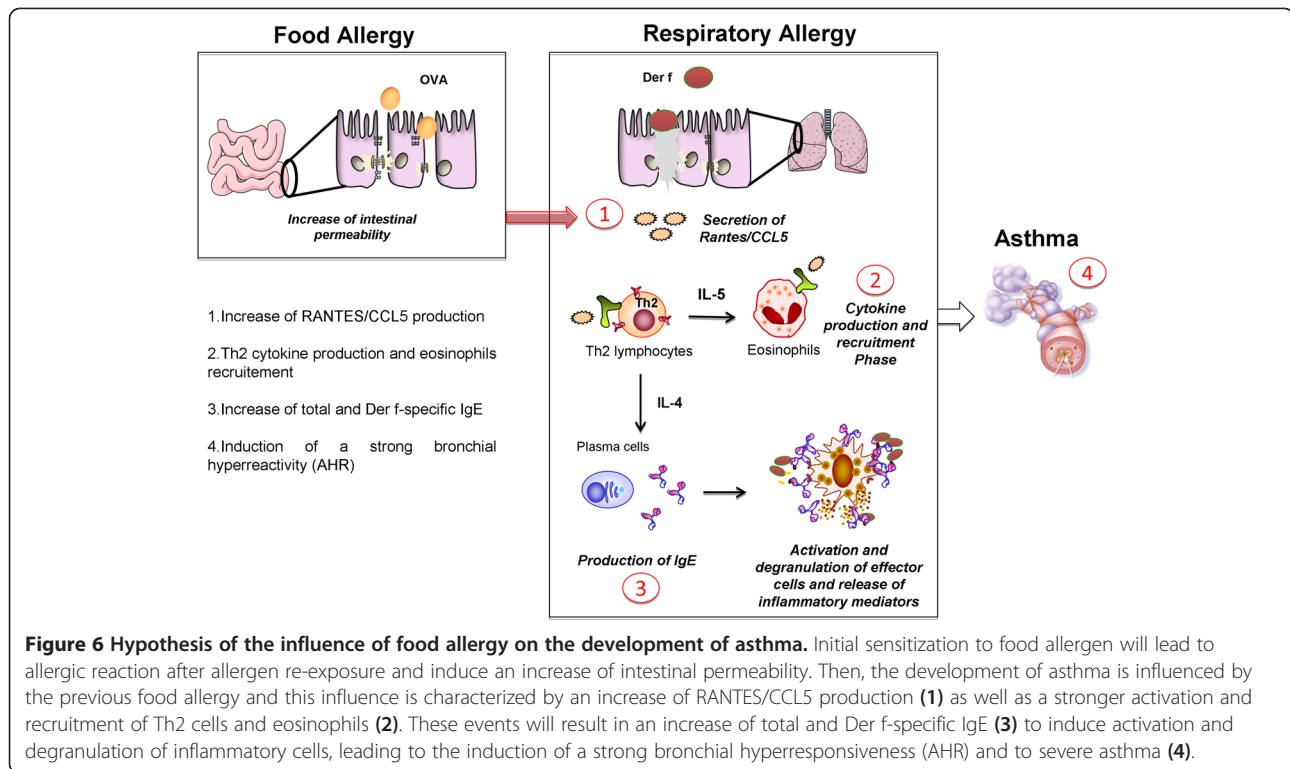 Food Allergy
Respiratory Allergy
OVA
Increase of intestinal
permeability
Der f
1
Secretion of
Rantes/CCL5
Th2
Th2 lymphocytes
IL-5
Eosinophils
2
Cytokine
production and
recruitment
Phase
IL-4
Plasma cells
Production of IgE
3
Activation and
degranulation of effector
cells and release of
inflammatory mediators
Asthma
4
1.Increase of RANTES/CCL5 production
2.Th2 cytokine production and eosinophils
recruitement
3.Increase of total and Der f-specific IgE
4.Induction of a strong bronchial
hyperreactivity (AHR)
Figure 6 Hypothesis of the influence of food allergy on the development of asthma. Initial sensitization to food allergen will lead to
allergic reaction after allergen re-exposure and induce an increase of intestinal permeability. Then, the development of asthma is influenced by
the previous food allergy and this influence is characterized by an increase of RANTES/CCL5 production (1) as well as a stronger activation and
recruitment of Th2 cells and eosinophils (2). These events will result in an increase of total and Der f-specific IgE (3) to induce activation and
degranulation of inflammatory cells, leading to the induction of a strong bronchial hyperresponsiveness (AHR) and to severe asthma (4).